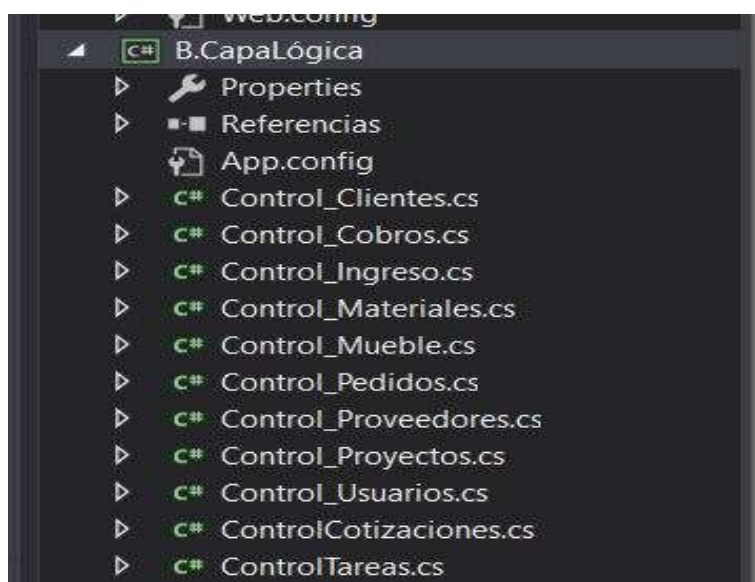 Web.config
C# B.CapaLógica
Properties
Referencias
App.config
C# Control_Clientes.cs
C# Control_Cobros.cs
C# Control_Ingreso.cs
C# Control_Materiales.cs
C# Control_Mueble.cs
C# Control_Pedidos.cs
C# Control_Proveedores.cs
C# Control_Proyectos.cs
C# Control_Usuarios.cs
C# ControlCotizaciones.cs
C# ControlTareas.cs